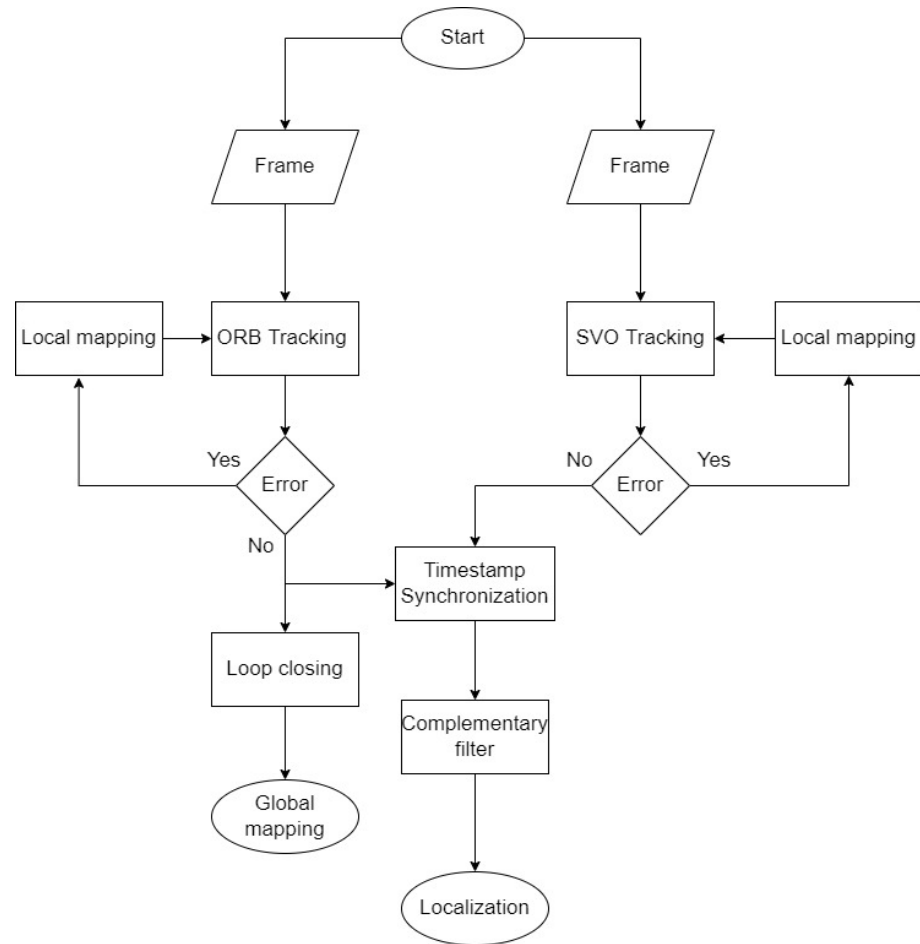 Start
Frame
Frame
Local mapping
ORB Tracking
SVO Tracking
Local mapping
Yes
Error
No
No
Error
Yes
Timestamp
Synchronization
Loop closing
Complementary
filter
Global
mapping
Localization